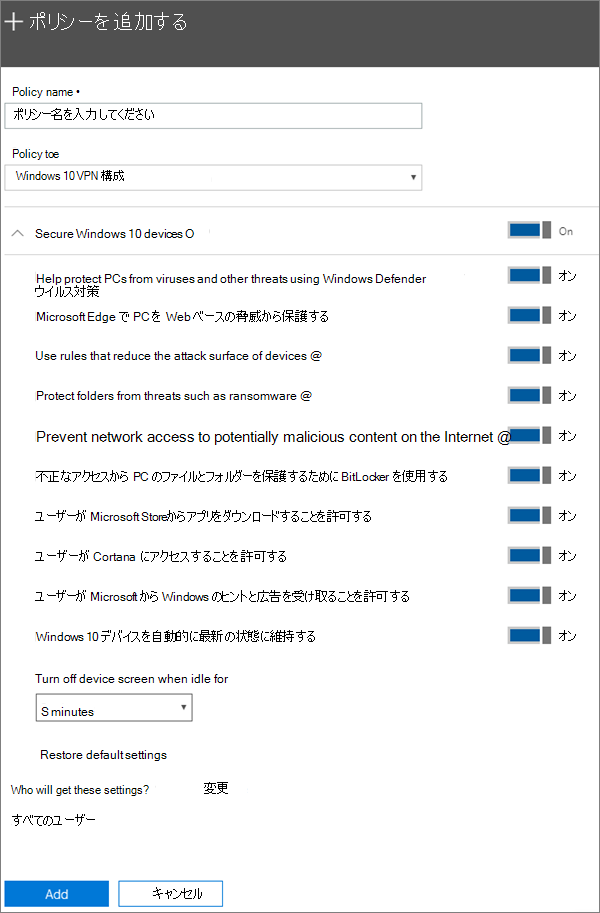 ポリシーを追加する
Policy name •
ポリシー名を入力してください
Policy toe
Windows 10 VPN 構成
Secure Windows 10 devices O
On
Help protect PCs from viruses and other threats using Windows Defender
オン
ウイルス対策
Microsoft Edge で PC を Web ベースの脅威から保護する
オン
Use rules that reduce the attack surface of devices @
オン
Protect folders from threats such as ransomware @
オン
Prevent network access to potentially malicious content on the Internet @
オン
不正なアクセスから PC のファイルとフォルダーを保護するために BitLocker を使用する
オン
ユーザーが Microsoft Storeからアプリをダウンロードすることを許可する
オン
ユーザーが Cortana にアクセスすることを許可する
オン
ユーザーが Microsoft から Windows のヒントと広告を受け取ることを許可する
オン
Windows 10 デバイスを自動的に最新の状態に維持する
オン
Turn off device screen when idle for
S minutes
Restore default settings
Who will get these settings?
変更
すべてのユーザー
Add
キャンセル